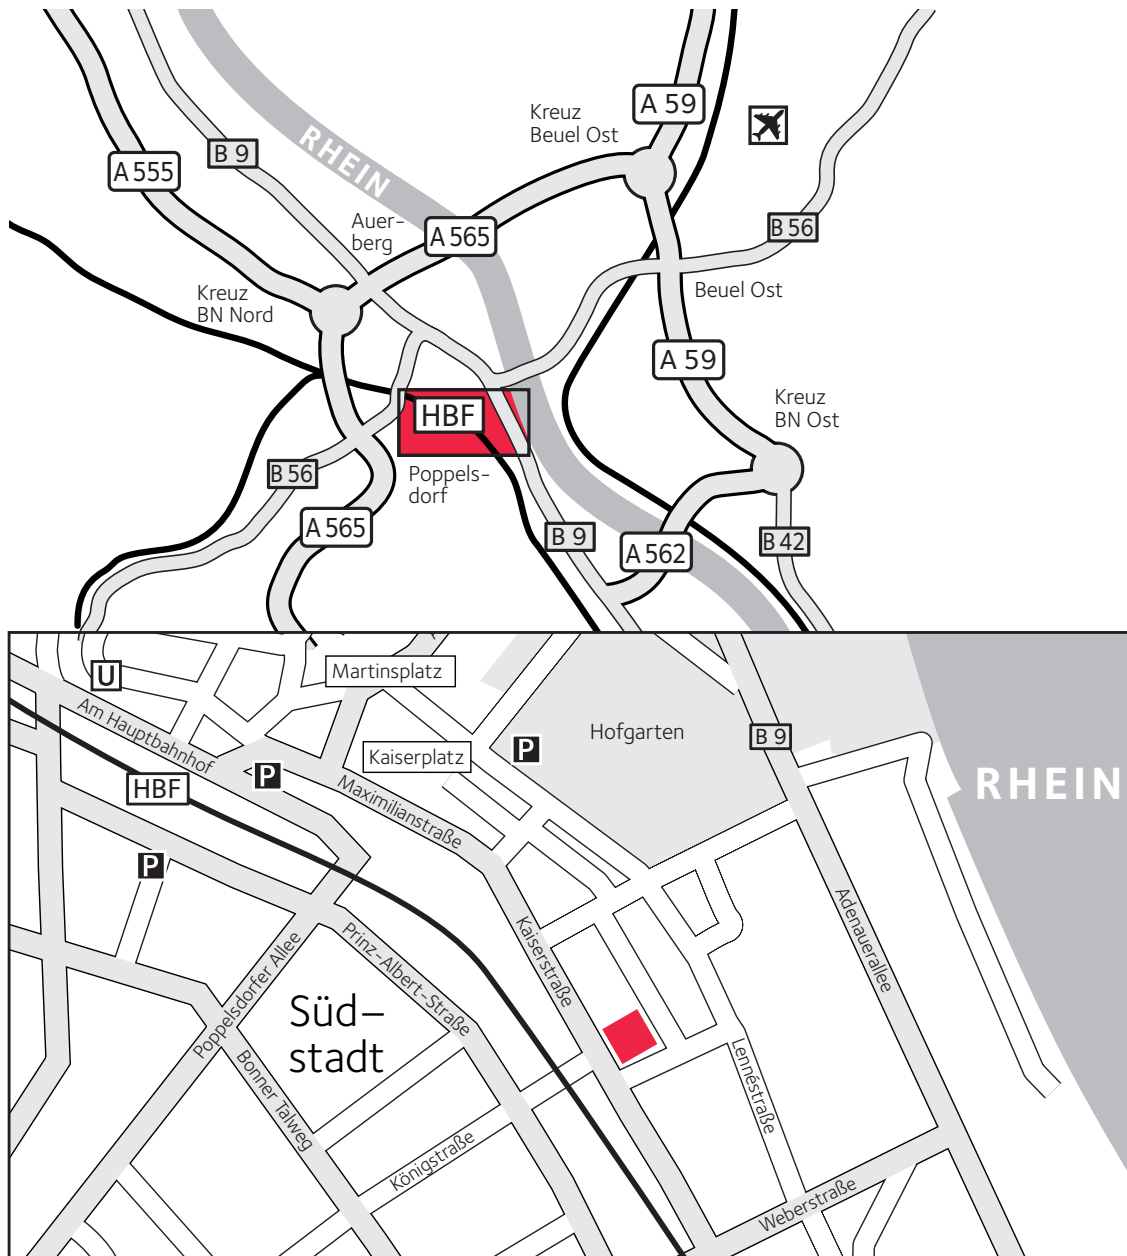 A 59
Kreuz
Beuel Ost
RHEIN
B 9
A 555
Auer-
berg
A 565
B 56
Kreuz
BN Nord
Beuel Ost
A 59
Kreuz
BN Ost
HBF
B 56
Poppels-
dorf
A 565
B 9
A 562
B 42
U
Martinsplatz
Am Hauptbahnhof
Hofgarten
B 9
Kaiserplatz
P
P
HBF
RHEIN
Maximilianstraße
P
Kaiserstraße
Adenauerallee
Poppelsdorfer Allee
Prinz-Albert-Straße
Süd-
stadt
Bonner Talweg
Lennéstraße
Königstraße
Weberstraße